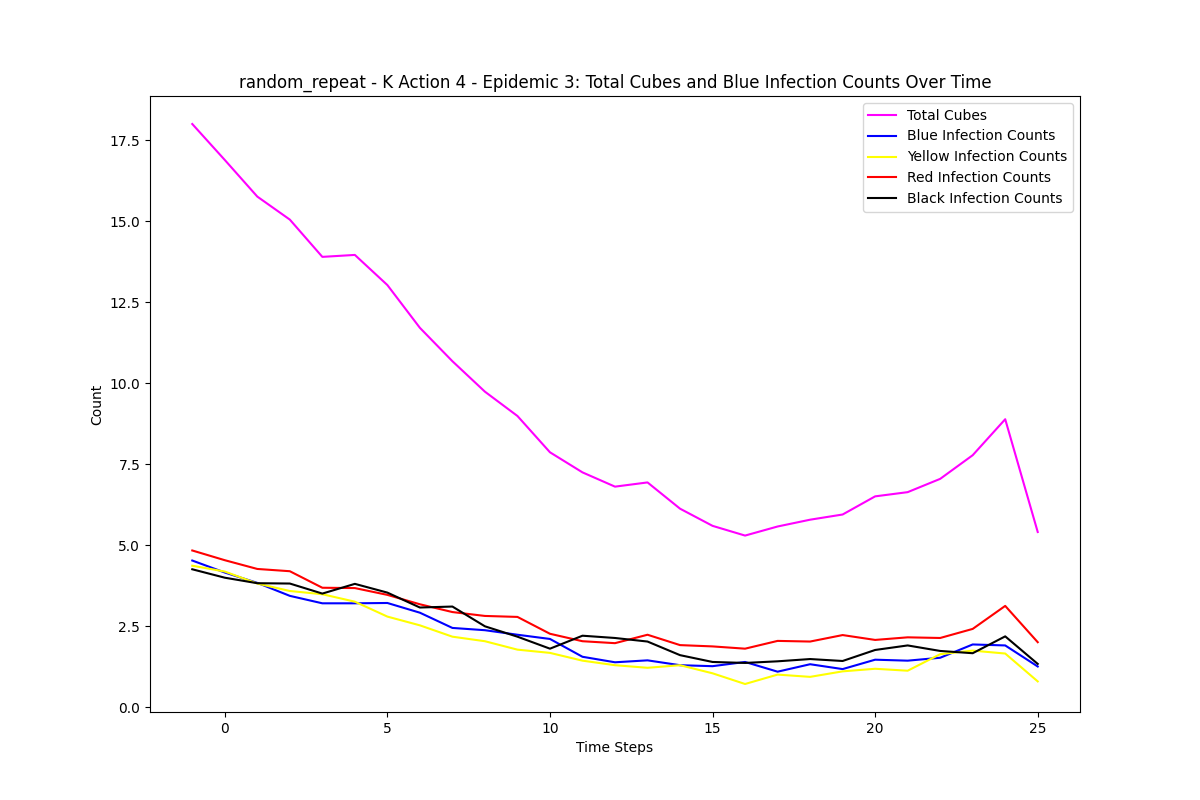 random_repeat - K Action 4 - Epidemic 3: Total Cubes and Blue Infection Counts Over Time
Total Cubes
Blue Infection Counts
Yellow Infection Counts
Red Infection Counts
Black Infection Counts
Count
17.5
15.0
12.5
10.0
7.5
5.0
2.5
0.0
0 5 10 15 20 25
Time Steps